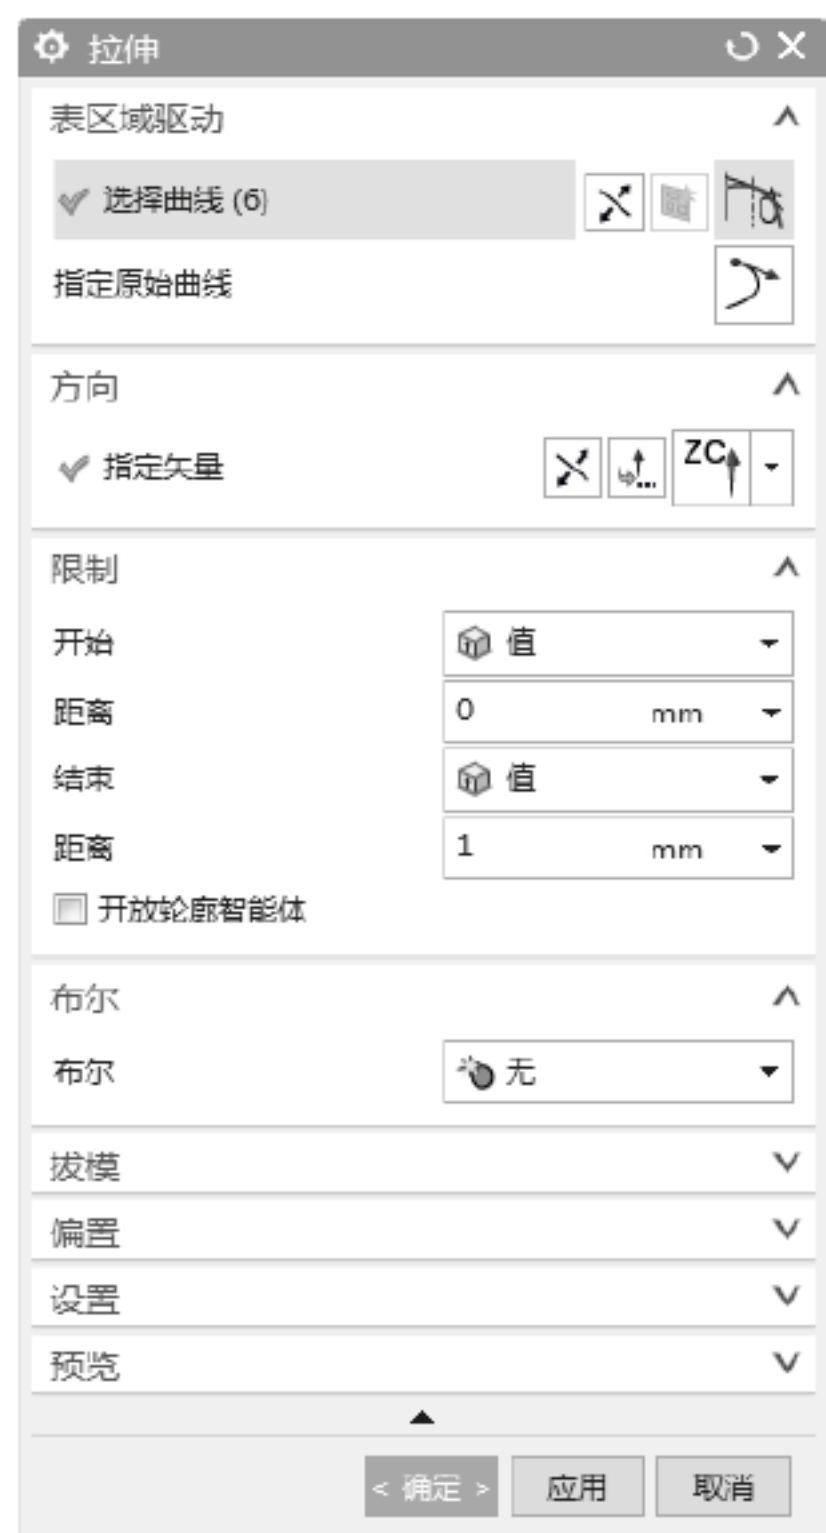 拉伸
表区域驱动
选择曲线 (6)
指定原始曲线
方向
指定矢量
ZC
限制
开始 值
距离 0 mm
结束 值
距离 1 mm
开放轮廓智能体
布尔
布尔 无
拔模
偏置
设置
预览
< 确定 > 应用 取消